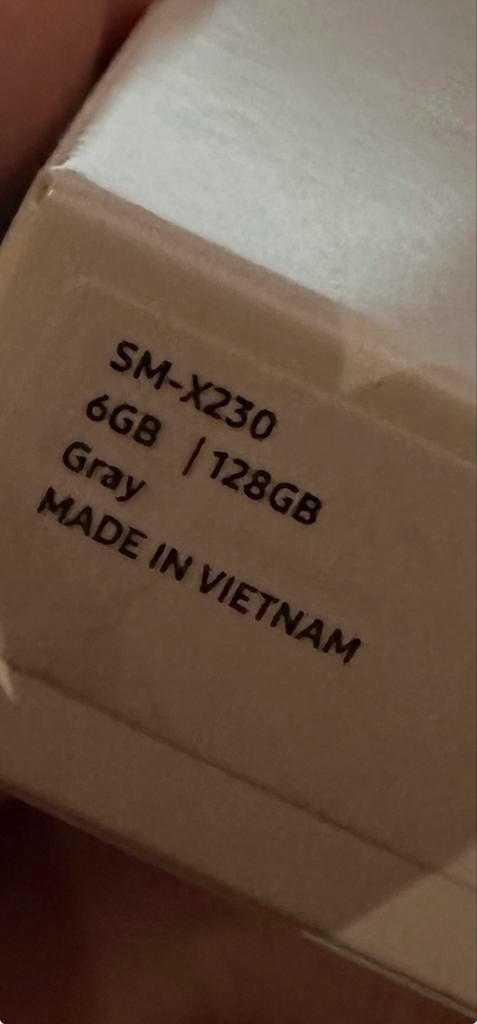 SM-X230
6GB | 128GB
Gray
MADE IN VIETNAM